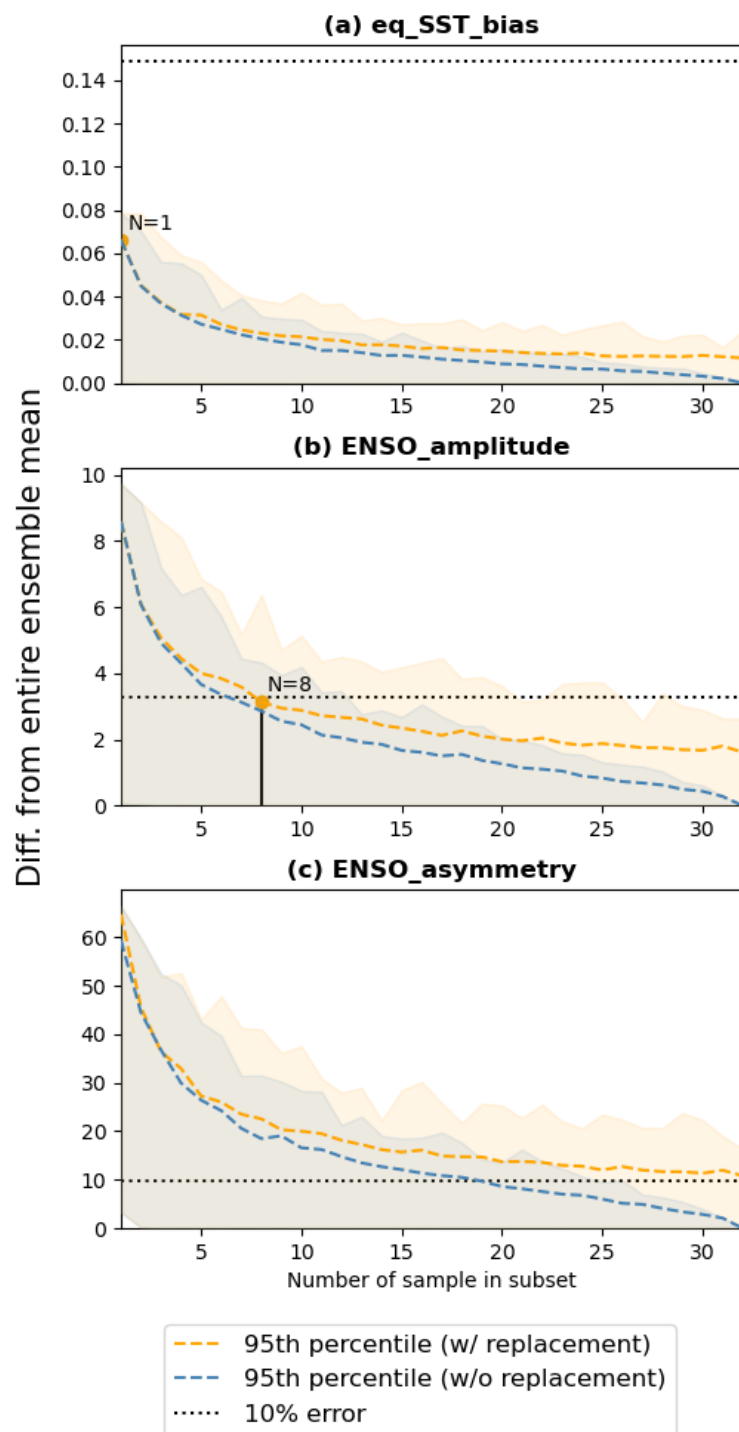 (a) eq_SST_bias
0.14
0.12
0.10
0.08
0.06
0.04
0.02
0.00
N=1
5 10 15 20 25 30
(b) ENSO_amplitude
10
8
6
4
2
0
N=8
5 10 15 20 25 30
(c) ENSO_asymmetry
60
50
40
30
20
10
0
5 10 15 20 25 30
Number of sample in subset
Diff. from entire ensemble mean
95th percentile (w/ replacement)
95th percentile (w/o replacement)
10% error